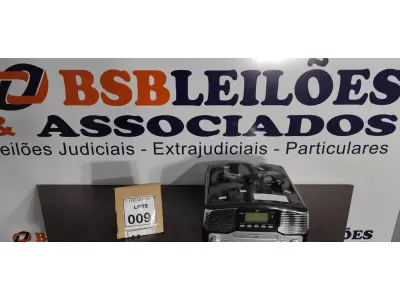 BSBLEILÕES
& ASSOCIADOS
eilões Judiciais - Extrajudiciais - Particulares
LOTE
009